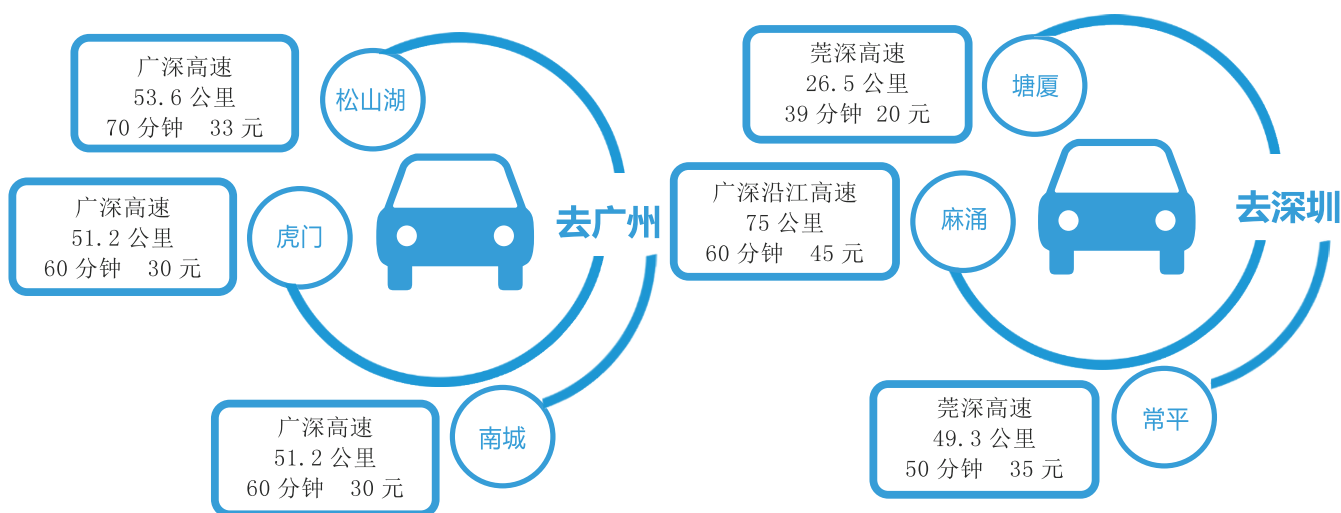 广深高速
53.6 公里
70 分钟 33 元
松山湖
广深高速
51.2 公里
60 分钟 30 元
虎门
去广州
广深高速
51.2 公里
60 分钟 30 元
南城
莞深高速
26.5 公里
39 分钟 20 元
塘厦
广深沿江高速
75 公里
60 分钟 45 元
麻涌
去深圳
莞深高速
49.3 公里
50 分钟 35 元
常平